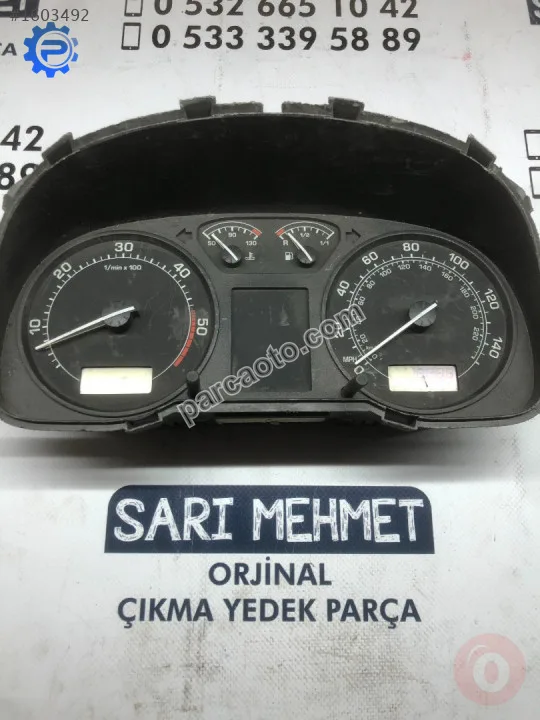 #1603492
0 532 665 10 42
0 533 339 58 89
42
89
50 90 130
R 1/2 1/1
10 20 30 40 50
1/min x 100
0 20 40 60 80 100 120 140
MPH
parcaoto.com
SARI MEHMET
ORJİNAL
ÇIKMA YEDEK PARÇA